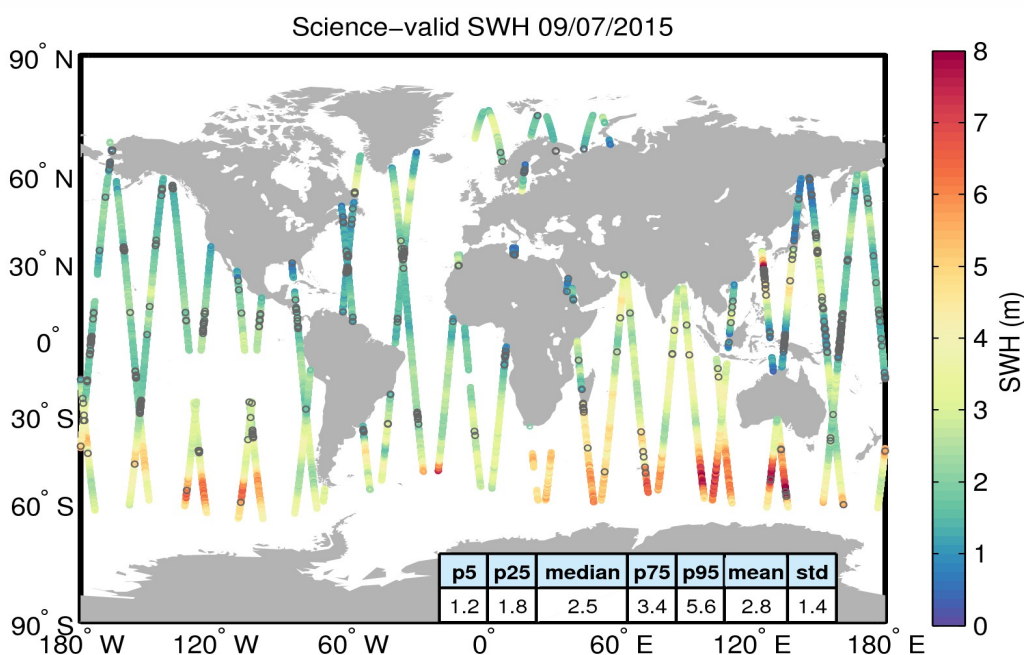 Science−valid SWH 09/07/2015
90° N
60° N
30° N
0°
30° S
60° S
90° S
180° W
120° W
60° W
0°
60° E
120° E
180° E
p5 p25 median p75 p95 mean std
1.2 1.8 2.5 3.4 5.6 2.8 1.4
8
7
6
5
4
3
2
1
0
SWH (m)